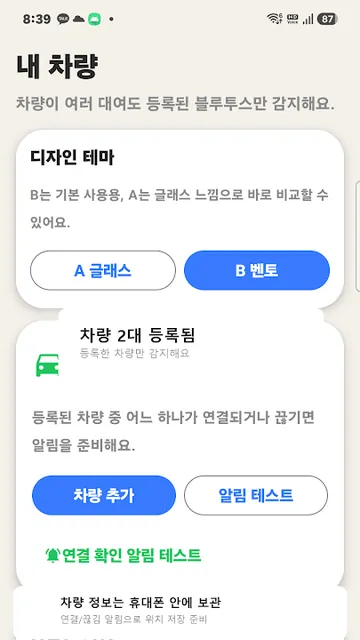 8:39
87
내 차량
차량이 여러 대여도 등록된 블루투스만 감지해요.
디자인 테마
B는 기본 사용용, A는 글래스 느낌으로 바로 비교할 수
있어요.
A 글래스
B 벤토
차량 2대 등록됨
등록한 차량만 감지해요
등록된 차량 중 어느 하나가 연결되거나 끊기면
알림을 준비해요.
차량 추가
알림 테스트
연결 확인 알림 테스트
차량 정보는 휴대폰 안에 보관
연결/끊김 알림으로 위치 저장 준비